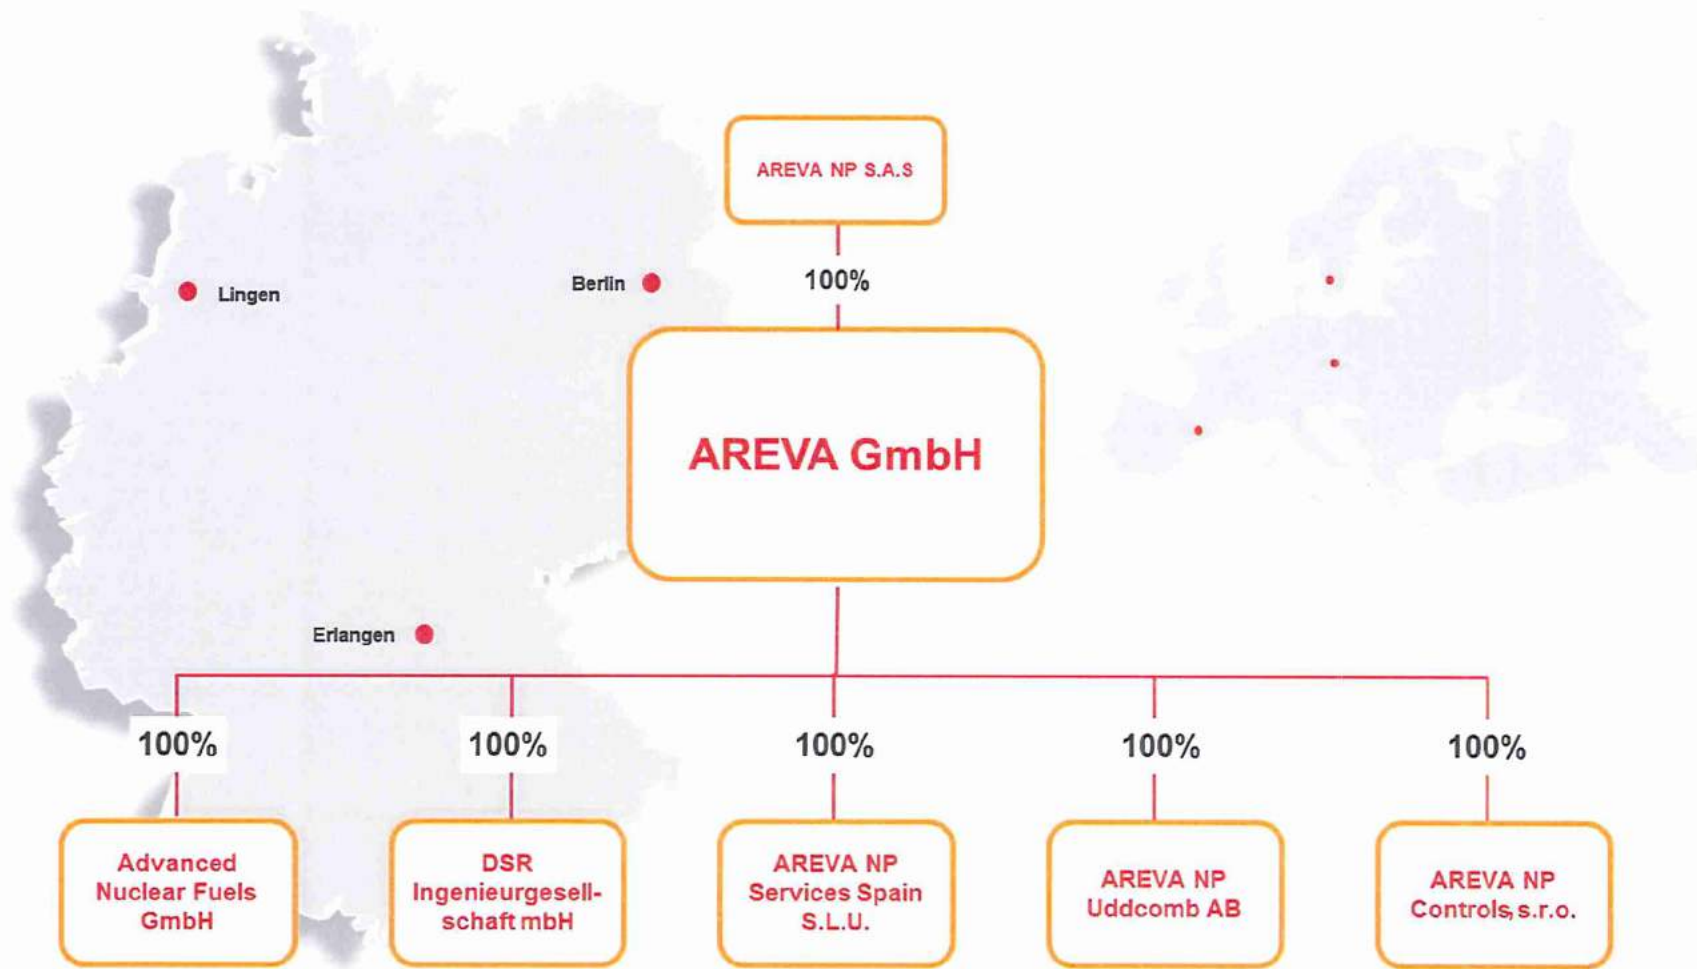 AREVA NP S.A.S
100%
Lingen
Berlin
AREVA GmbH
Erlangen
100%
100%
100%
100%
100%
Advanced
Nuclear Fuels
GmbH
DSR
Ingenieurgesell-
schaft mbH
AREVA NP
Services Spain
S.L.U.
AREVA NP
Uddcomb AB
AREVA NP
Controls, s.r.o.